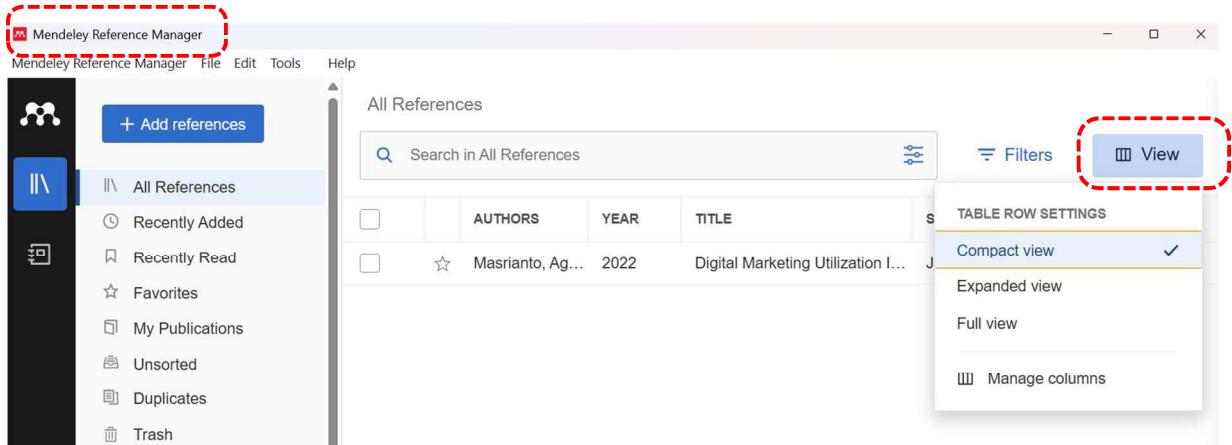 Mendeley Reference Manager
Mendeley Reference Manager File Edit Tools Help
+ Add references
All References
Recently Added
Recently Read
Favorites
My Publications
Unsorted
Duplicates
Trash
All References
Search in All References
Filters
View
AUTHORS YEAR TITLE S
Masrianto, Ag... 2022 Digital Marketing Utilization I... J
TABLE ROW SETTINGS
Compact view
Expanded view
Full view
Manage columns